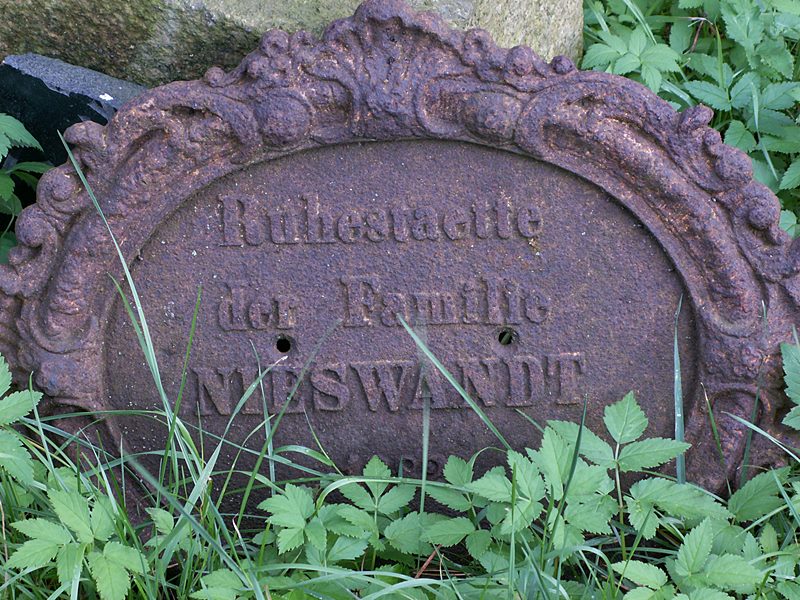 Ruhestaette
der Familie
NIESWANDT